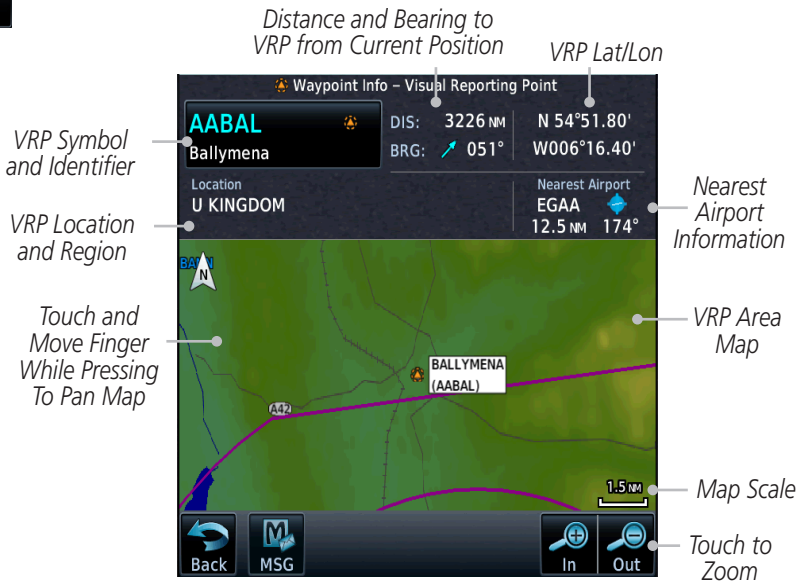 Distance and Bearing to
VRP from Current Position
VRP Lat/Lon
Waypoint Info – Visual Reporting Point
VRP Symbol
and Identifier
AABAL
Ballymena
DIS: 3226 NM
BRG: 051°
N 54°51.80'
W006°16.40'
VRP Location
and Region
Location
U KINGDOM
Nearest Airport
EGAA
12.5 NM 174°
Nearest
Airport
Information
N
Touch and
Move Finger
While Pressing
To Pan Map
VRP Area
Map
BALLYMENA
(AABAL)
A42
1.5 NM
Map Scale
Back
MSG
In
Out
Touch to
Zoom